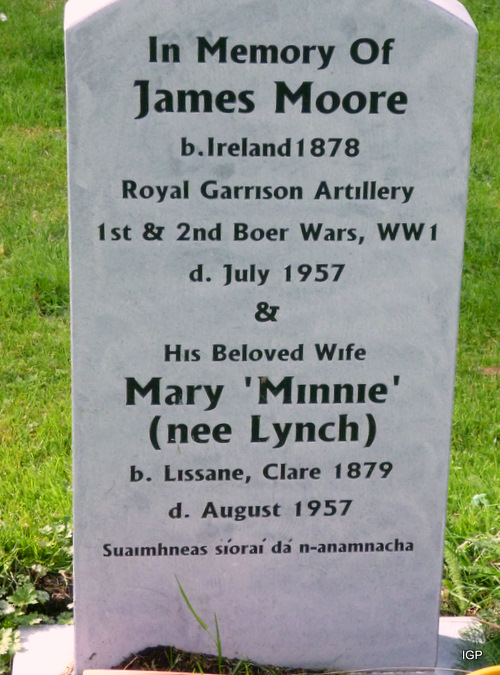 In Memory Of
James Moore
b.Ireland1878
Royal Garrison Artillery
1st & 2nd Boer Wars, WW1
d. July 1957
&
His Beloved Wife
Mary 'Minnie'
(nee Lynch)
b. Lissane, Clare 1879
d. August 1957
Suaimhneas síoraí dá n-anamnacha
IGP